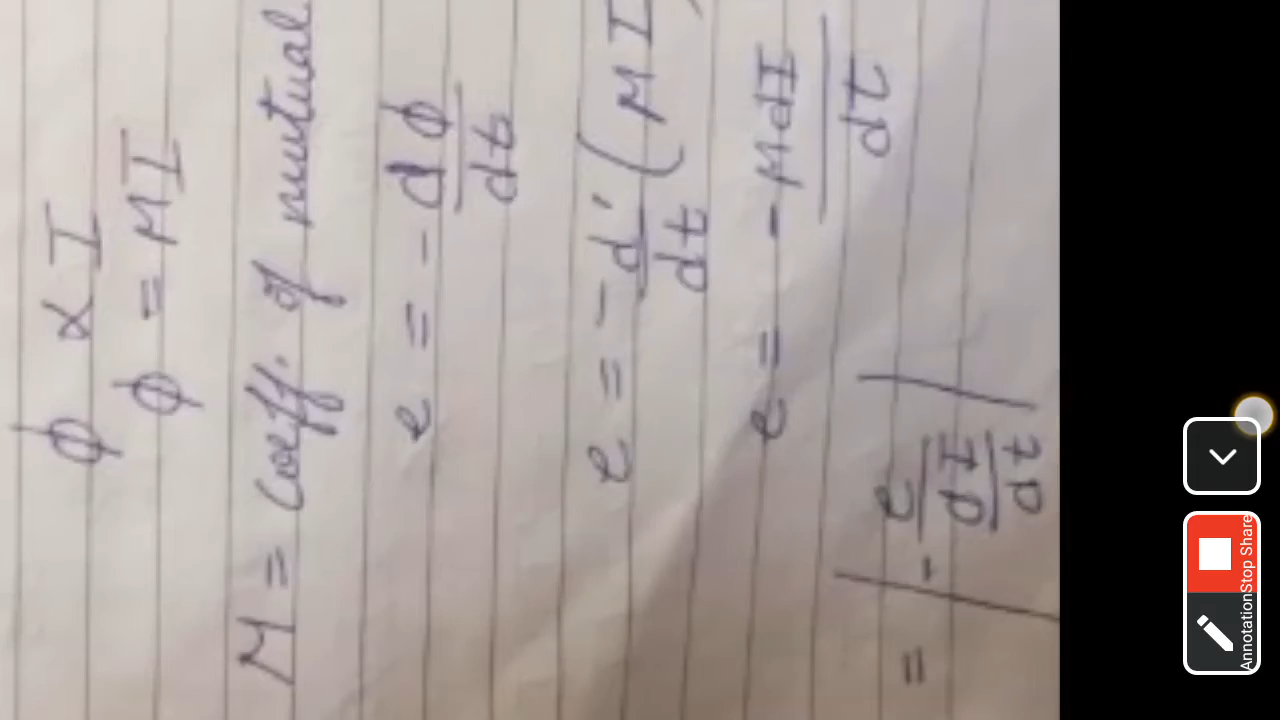 φ ∝ I
φ = MI
M = Coeff. of mutual
e = - dφ/dt
e = - d/dt (MI)
e = - MdI/dt
= |- e/(dI/dt)|
Annotation Stop Share